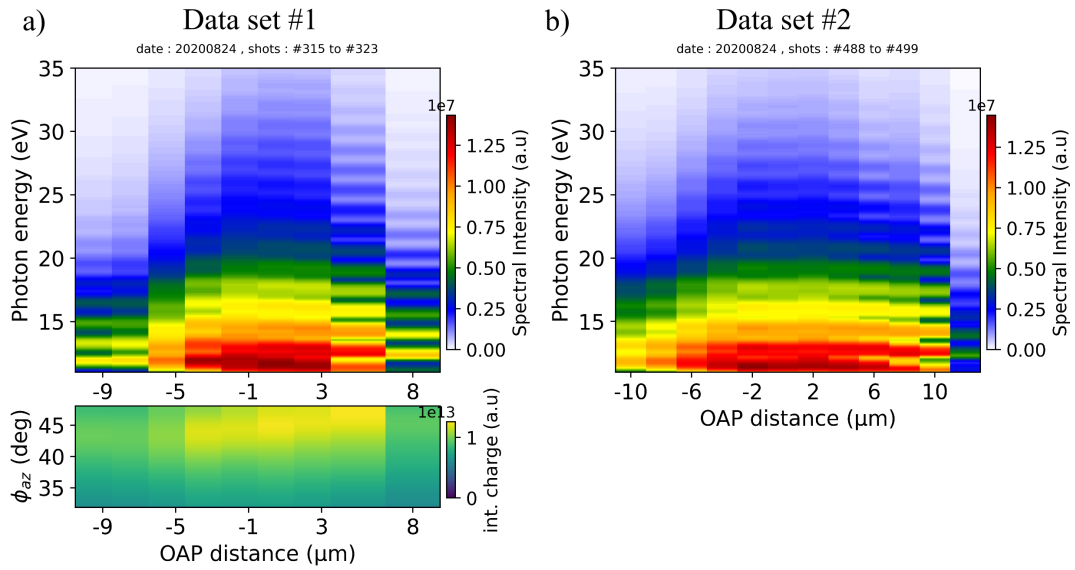 a)
Data set #1
date : 20200824 , shots : #315 to #323
35
30
25
20
15
Photon energy (eV)
-9
-5
-1
3
8
1e7
1.25
1.00
0.75
0.50
0.25
0.00
Spectral Intensity (a.u)
45
40
35
ϕaz (deg)
-9
-5
-1
3
8
OAP distance (μm)
1e13
1
0
int. charge (a.u)
b)
Data set #2
date : 20200824 , shots : #488 to #499
35
30
25
20
15
Photon energy (eV)
-10
-6
-2
2
6
10
OAP distance (μm)
1e7
1.25
1.00
0.75
0.50
0.25
0.00
Spectral Intensity (a.u)